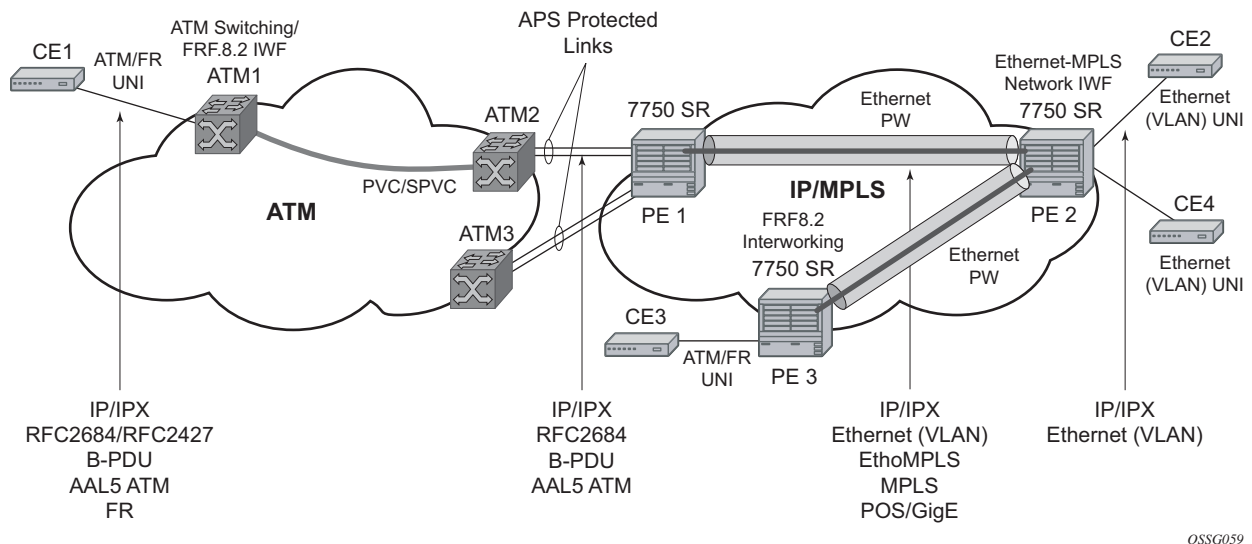 ATM Switching/
FRF.8.2 IWF
APS Protected
Links
CE1
ATM/FR
UNI
ATM1
ATM2
7750 SR
Ethernet
PW
Ethernet-MPLS
Network IWF
7750 SR
CE2
Ethernet
(VLAN) UNI
PVC/SPVC
ATM
PE 1
IP/MPLS
PE 2
CE4
Ethernet
(VLAN) UNI
ATM3
FRF8.2
Interworking
7750 SR
Ethernet
PW
CE3
ATM/FR
UNI
PE 3
IP/IPX
RFC2684/RFC2427
B-PDU
AAL5 ATM
FR
IP/IPX
RFC2684
B-PDU
AAL5 ATM
IP/IPX
Ethernet (VLAN)
EthoMPLS
MPLS
POS/GigE
IP/IPX
Ethernet (VLAN)
OSSG059